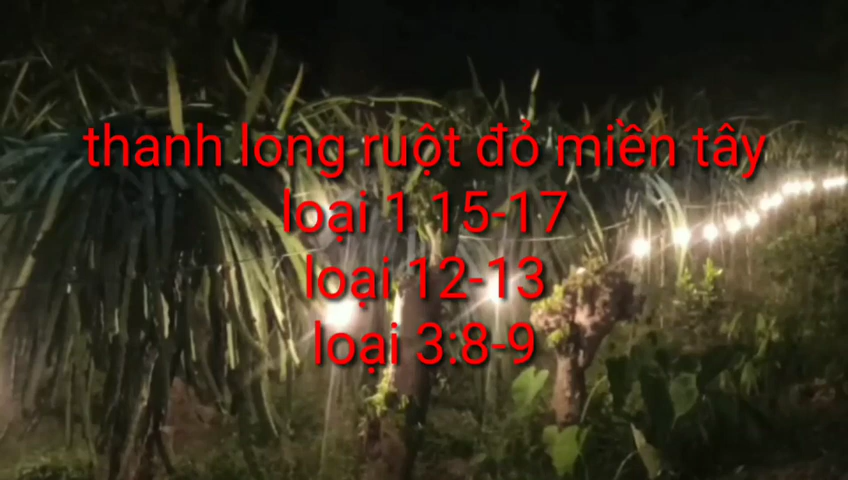 thanh long ruột đỏ miền tây
loại 1 15-17
loại 12-13
loại 3:8-9